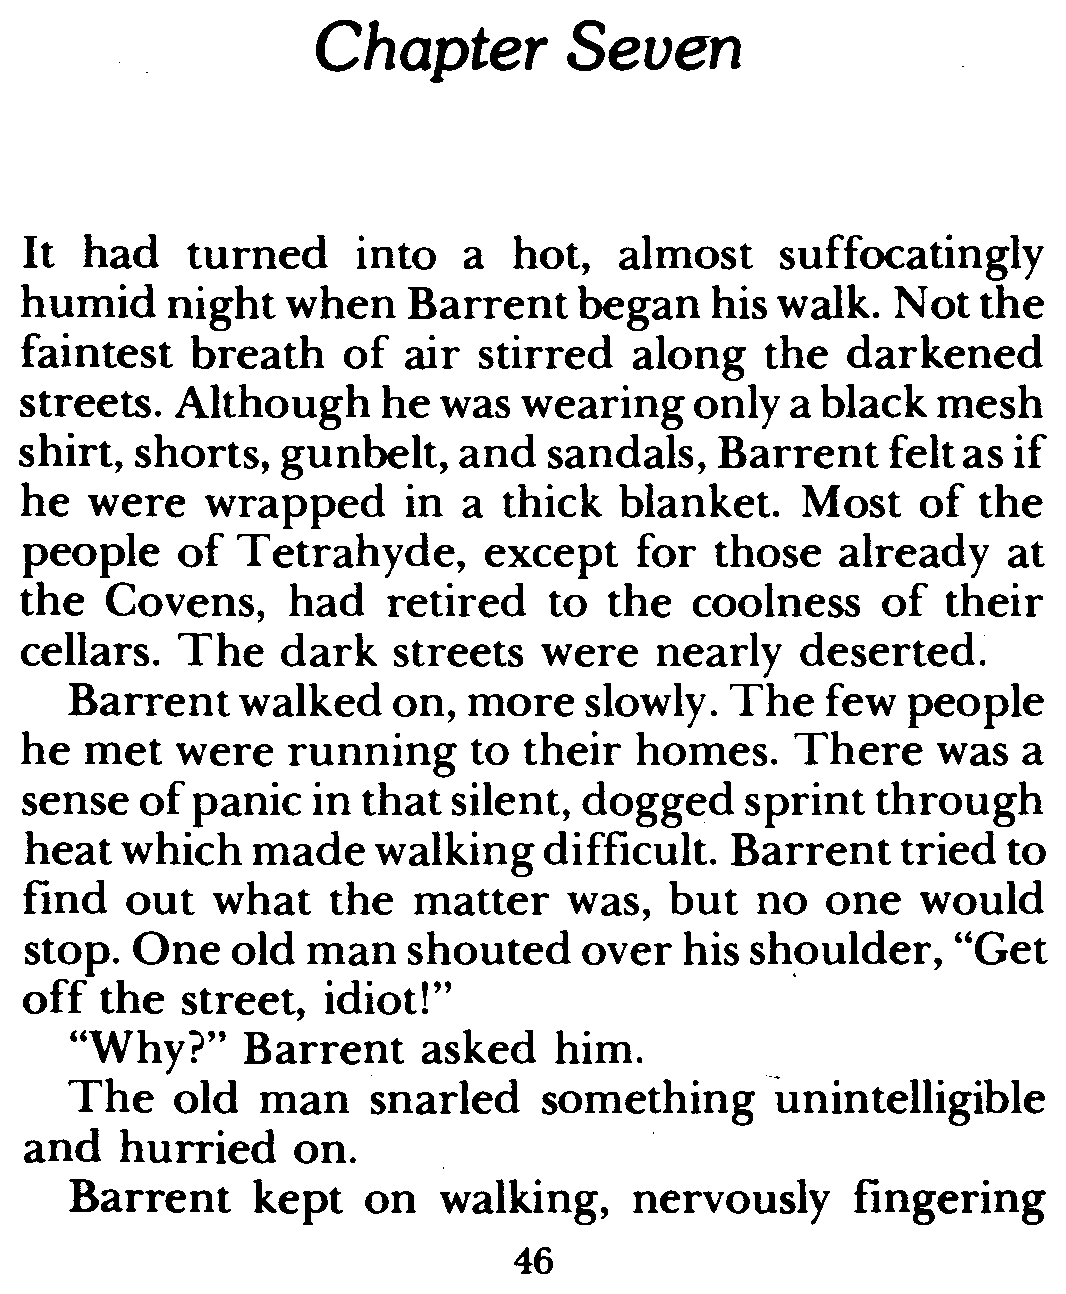 Chapter Seven
It had turned into a hot, almost suffocatingly
humid night when Barrent began his walk. Not the
faintest breath of air stirred along the darkened
streets. Although he was wearing only a black mesh
shirt, shorts, gunbelt, and sandals, Barrent felt as if
he were wrapped in a thick blanket. Most of the
people of Tetrahyde, except for those already at
the Covens, had retired to the coolness of their
cellars. The dark streets were nearly deserted.
Barrent walked on, more slowly. The few people
he met were running to their homes. There was a
sense of panic in that silent, dogged sprint through
heat which made walking difficult. Barrent tried to
find out what the matter was, but no one would
stop. One old man shouted over his shoulder, “Get
off the street, idiot!”
“Why?” Barrent asked him.
The old man snarled something unintelligible
and hurried on.
Barrent kept on walking, nervously fingering
46